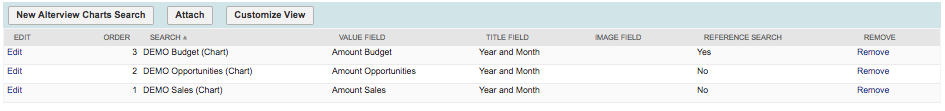 New Alterview Charts Search Attach Customize View
EDIT ORDER SEARCH ▲ VALUE FIELD TITLE FIELD IMAGE FIELD REFERENCE SEARCH REMOVE
Edit 3 DEMO Budget (Chart) Amount Budget Year and Month Yes Remove
Edit 2 DEMO Opportunities (Chart) Amount Opportunities Year and Month No Remove
Edit 1 DEMO Sales (Chart) Amount Sales Year and Month No Remove